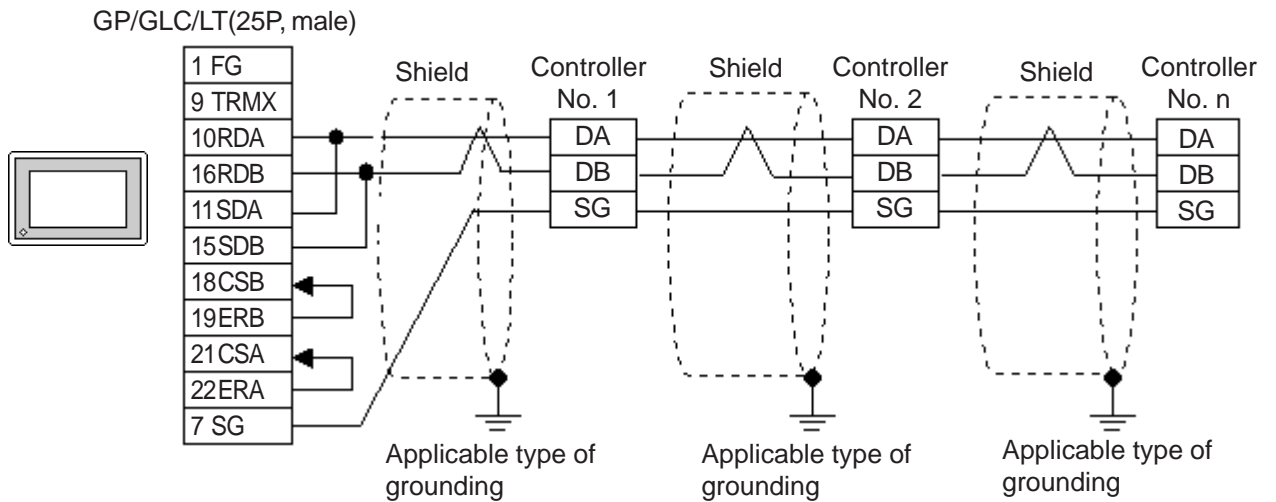 GP/GLC/LT(25P, male)
1 FG
9 TRMX
10RDA
16RDB
11SDA
15SDB
18CSB
19ERB
21CSA
22ERA
7 SG
Shield
Controller
No. 1
DA
DB
SG
Shield
Controller
No. 2
DA
DB
SG
Shield
Controller
No. n
DA
DB
SG
Applicable type of
grounding
Applicable type of
grounding
Applicable type of
grounding